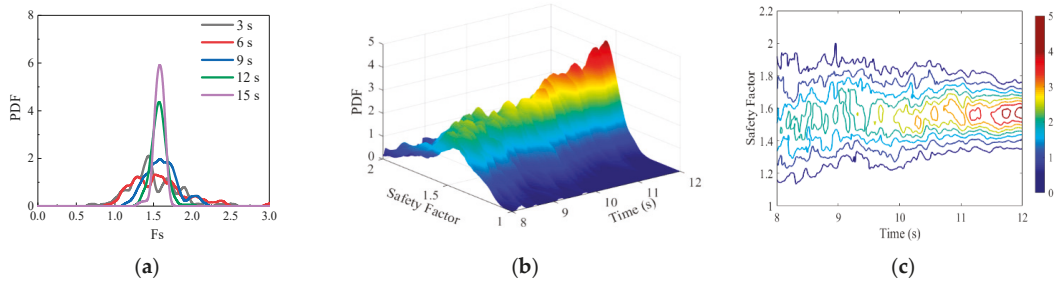 8
6
4
2
0
PDF
0.0 0.5 1.0 1.5 2.0 2.5 3.0
Fs
3 s
6 s
9 s
12 s
15 s
(a)
5
4
3
2
1
0
PDF
2
1.5
1
Safety Factor
8
9
10
11
12
Time (s)
(b)
2.2
2.0
1.8
1.6
1.4
1.2
1
Safety Factor
8 9 10 11 12
Time (s)
5
4
3
2
1
0
(c)